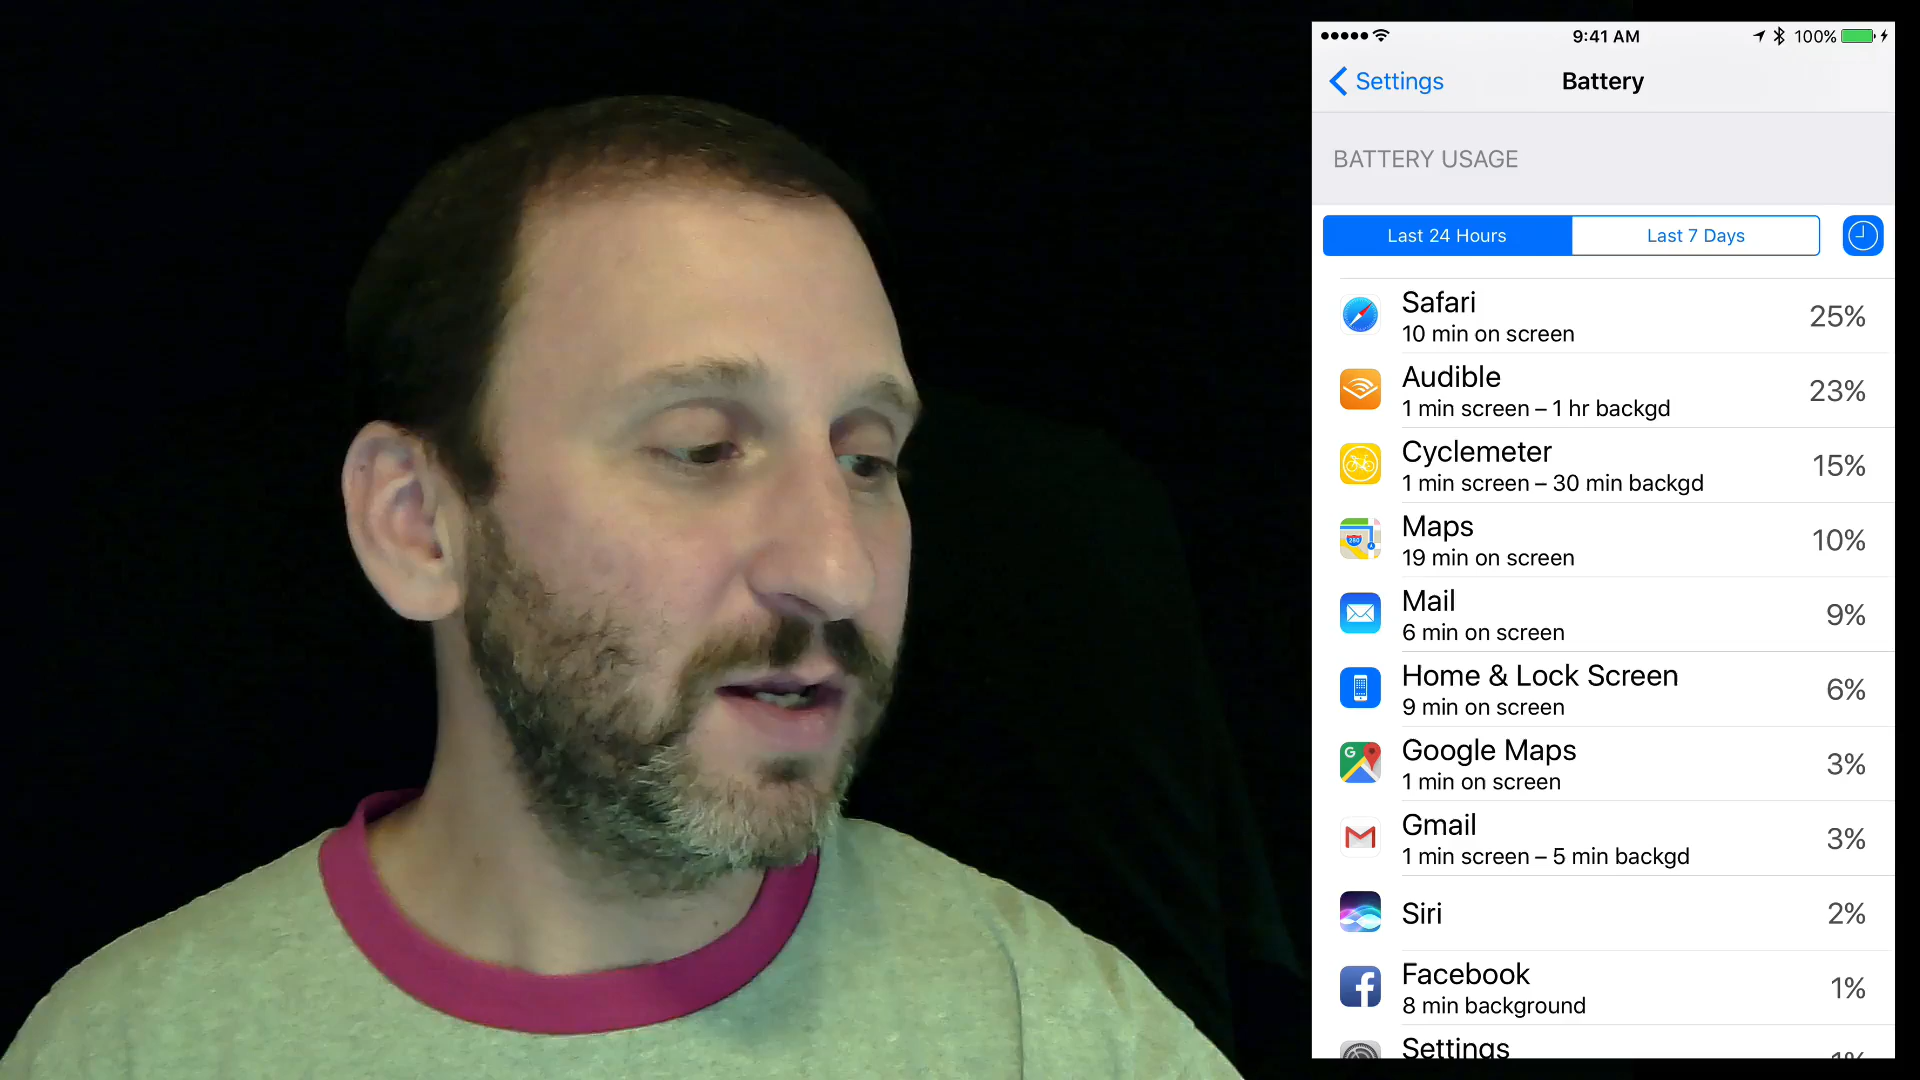 9:41 AM
100%
Settings
Battery
BATTERY USAGE
Last 24 Hours
Last 7 Days
Safari
10 min on screen
25%
Audible
1 min screen – 1 hr backgd
23%
Cyclemeter
1 min screen – 30 min backgd
15%
Maps
19 min on screen
10%
Mail
6 min on screen
9%
Home & Lock Screen
9 min on screen
6%
Google Maps
1 min on screen
3%
Gmail
1 min screen – 5 min backgd
3%
Siri
2%
Facebook
8 min background
1%
Settings